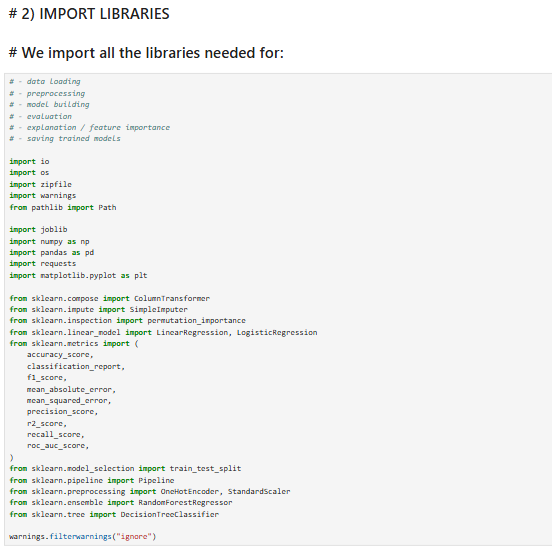 # 2) IMPORT LIBRARIES
# We import all the libraries needed for:
# - data loading
# - preprocessing
# - model building
# - evaluation
# - explanation / feature importance
# - saving trained models
import io
import os
import zipfile
import warnings
from pathlib import Path
import joblib
import numpy as np
import pandas as pd
import requests
import matplotlib.pyplot as plt
from sklearn.compose import ColumnTransformer
from sklearn.impute import SimpleImputer
from sklearn.inspection import permutation_importance
from sklearn.linear_model import LinearRegression, LogisticRegression
from sklearn.metrics import (
    accuracy_score,
    classification_report,
    f1_score,
    mean_absolute_error,
    mean_squared_error,
    precision_score,
    r2_score,
    recall_score,
    roc_auc_score,
)
from sklearn.model_selection import train_test_split
from sklearn.pipeline import Pipeline
from sklearn.preprocessing import OneHotEncoder, StandardScaler
from sklearn.ensemble import RandomForestRegressor
from sklearn.tree import DecisionTreeClassifier
warnings.filterwarnings("ignore")